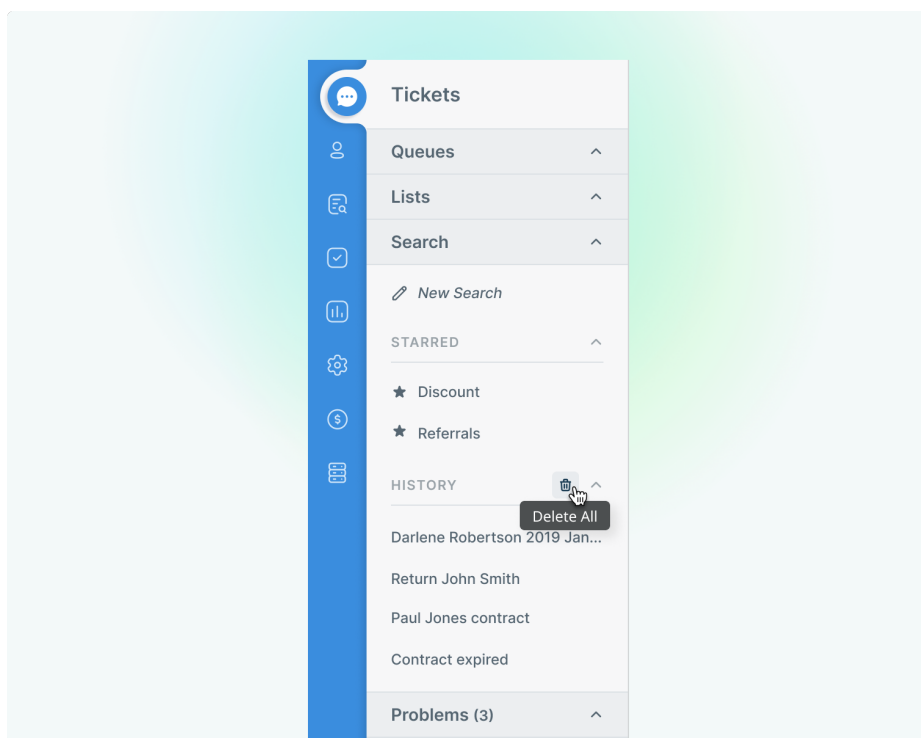 Tickets
Queues
Lists
Search
New Search
STARRED
Discount
Referrals
HISTORY
Delete All
Darlene Robertson 2019 Jan...
Return John Smith
Paul Jones contract
Contract expired
Problems (3)